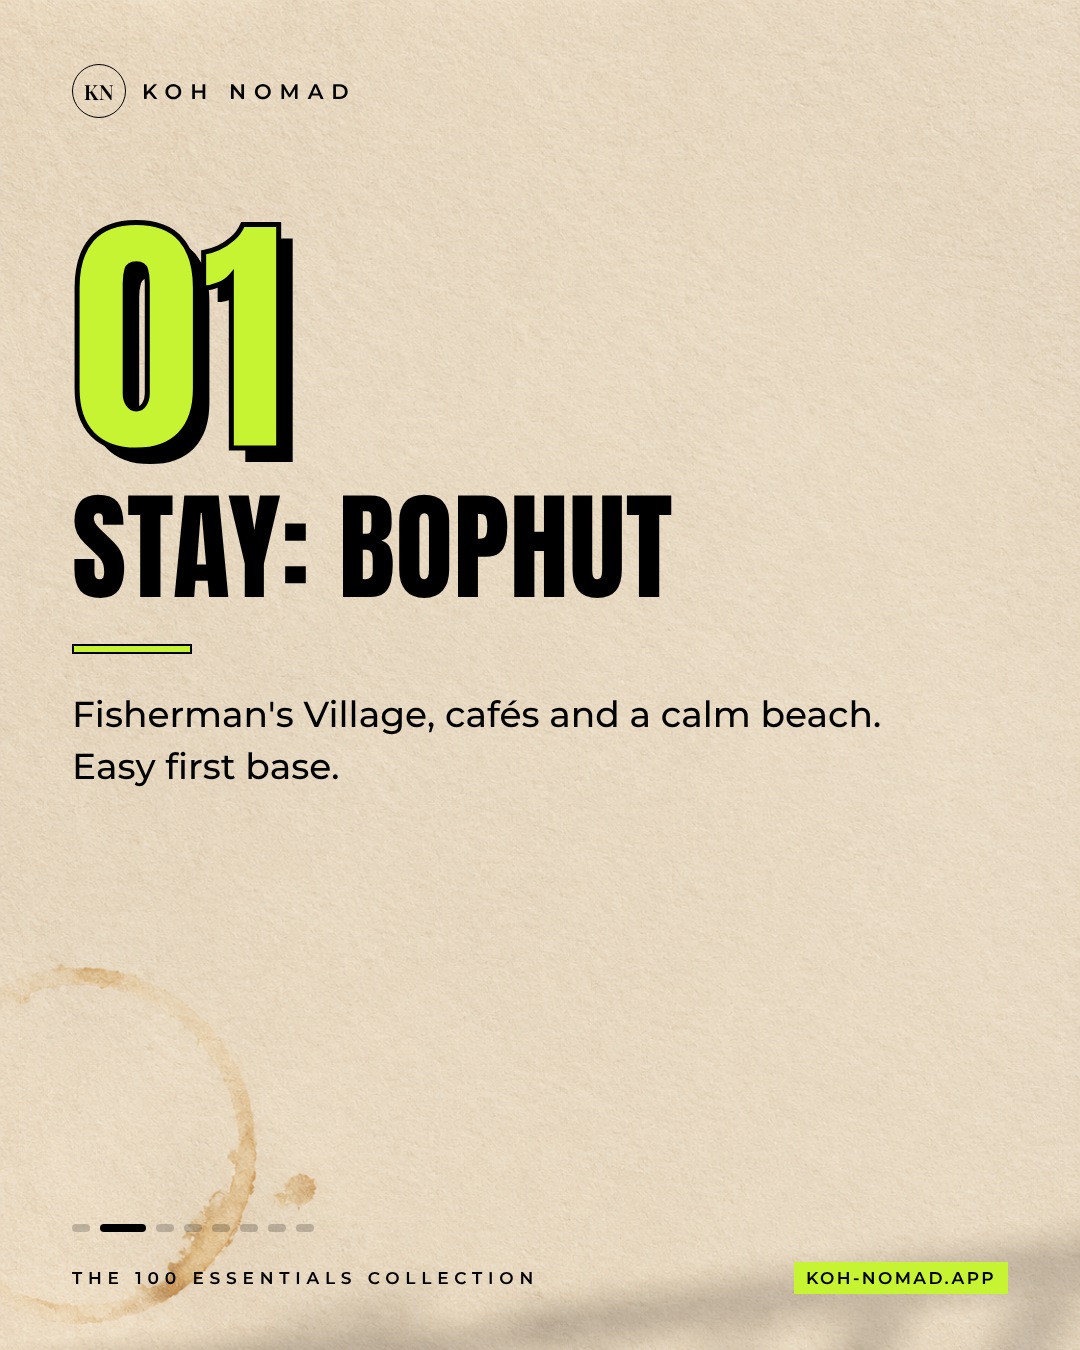 KN KOH NOMAD
01
STAY: BOPHUT
Fisherman's Village, cafés and a calm beach.
Easy first base.
THE 100 ESSENTIALS COLLECTION
KOH-NOMAD.APP